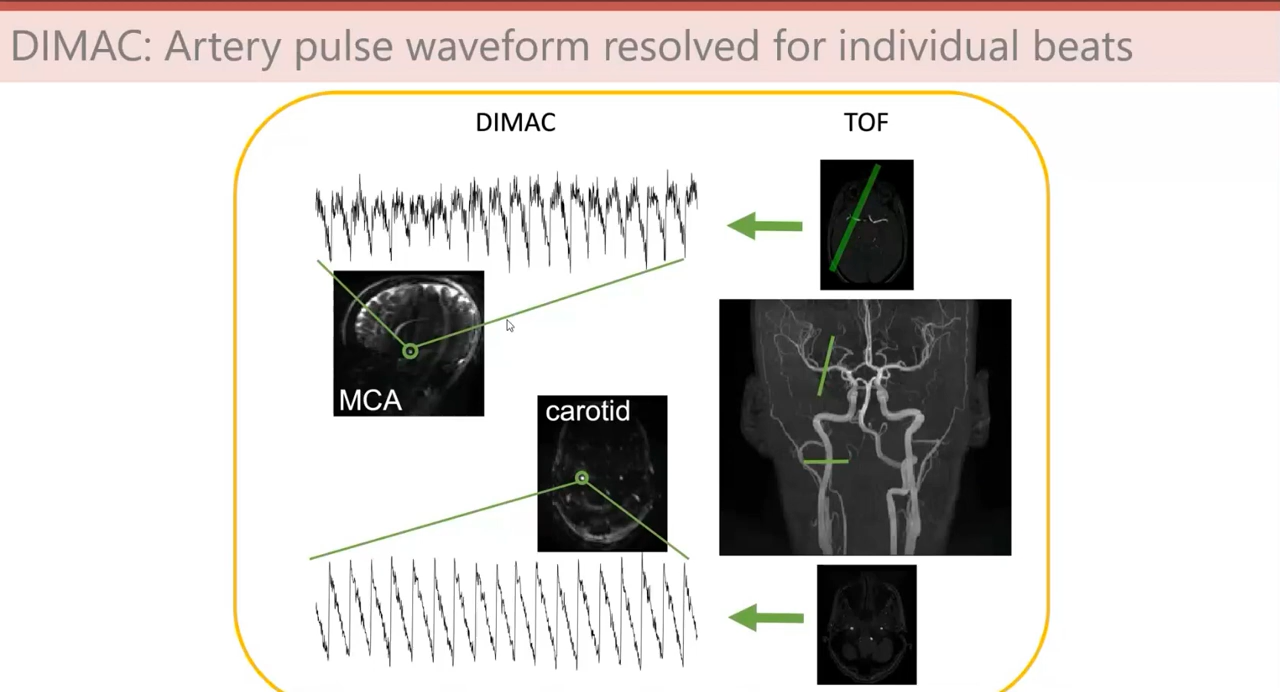 DIMAC: Artery pulse waveform resolved for individual beats
DIMAC
TOF
MCA
carotid